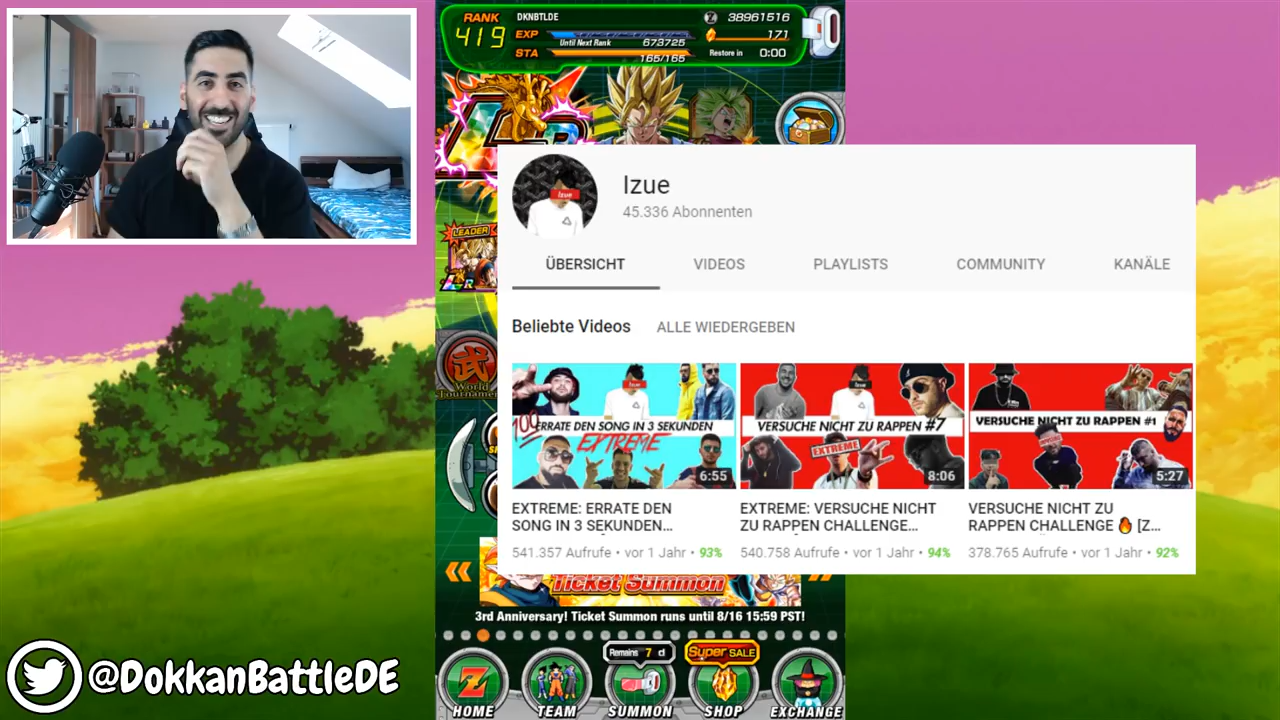 RANK
419
DKNBTLDE
38961516
EXP
Until Next Rank 673725
171
STA
165/165
Restore in 0:00
LEADER
LR
武
World
Tournament
Izue
45.336 Abonnenten
ÜBERSICHT
VIDEOS
PLAYLISTS
COMMUNITY
KANÄLE
Beliebte Videos
ALLE WIEDERGEBEN
100
ERRATE DEN SONG IN 3 SEKUNDEN
EXTREME
6:55
VERSUCHE NICHT ZU RAPPEN #7
EXTREME
8:06
VERSUCHE NICHT ZU RAPPEN #1
5:27
EXTREME: ERRATE DEN
SONG IN 3 SEKUNDEN...
541.357 Aufrufe • vor 1 Jahr • 93%
EXTREME: VERSUCHE NICHT
ZU RAPPEN CHALLENGE...
540.758 Aufrufe • vor 1 Jahr • 94%
VERSUCHE NICHT ZU
RAPPEN CHALLENGE 🔥 [Z...
378.765 Aufrufe • vor 1 Jahr • 92%
Ticket Summon
3rd Anniversary! Ticket Summon runs until 8/16 15:59 PST!
Remains 7 d
Super SALE
HOME
TEAM
SUMMON
SHOP
EXCHANGE
@DokkanBattleDE